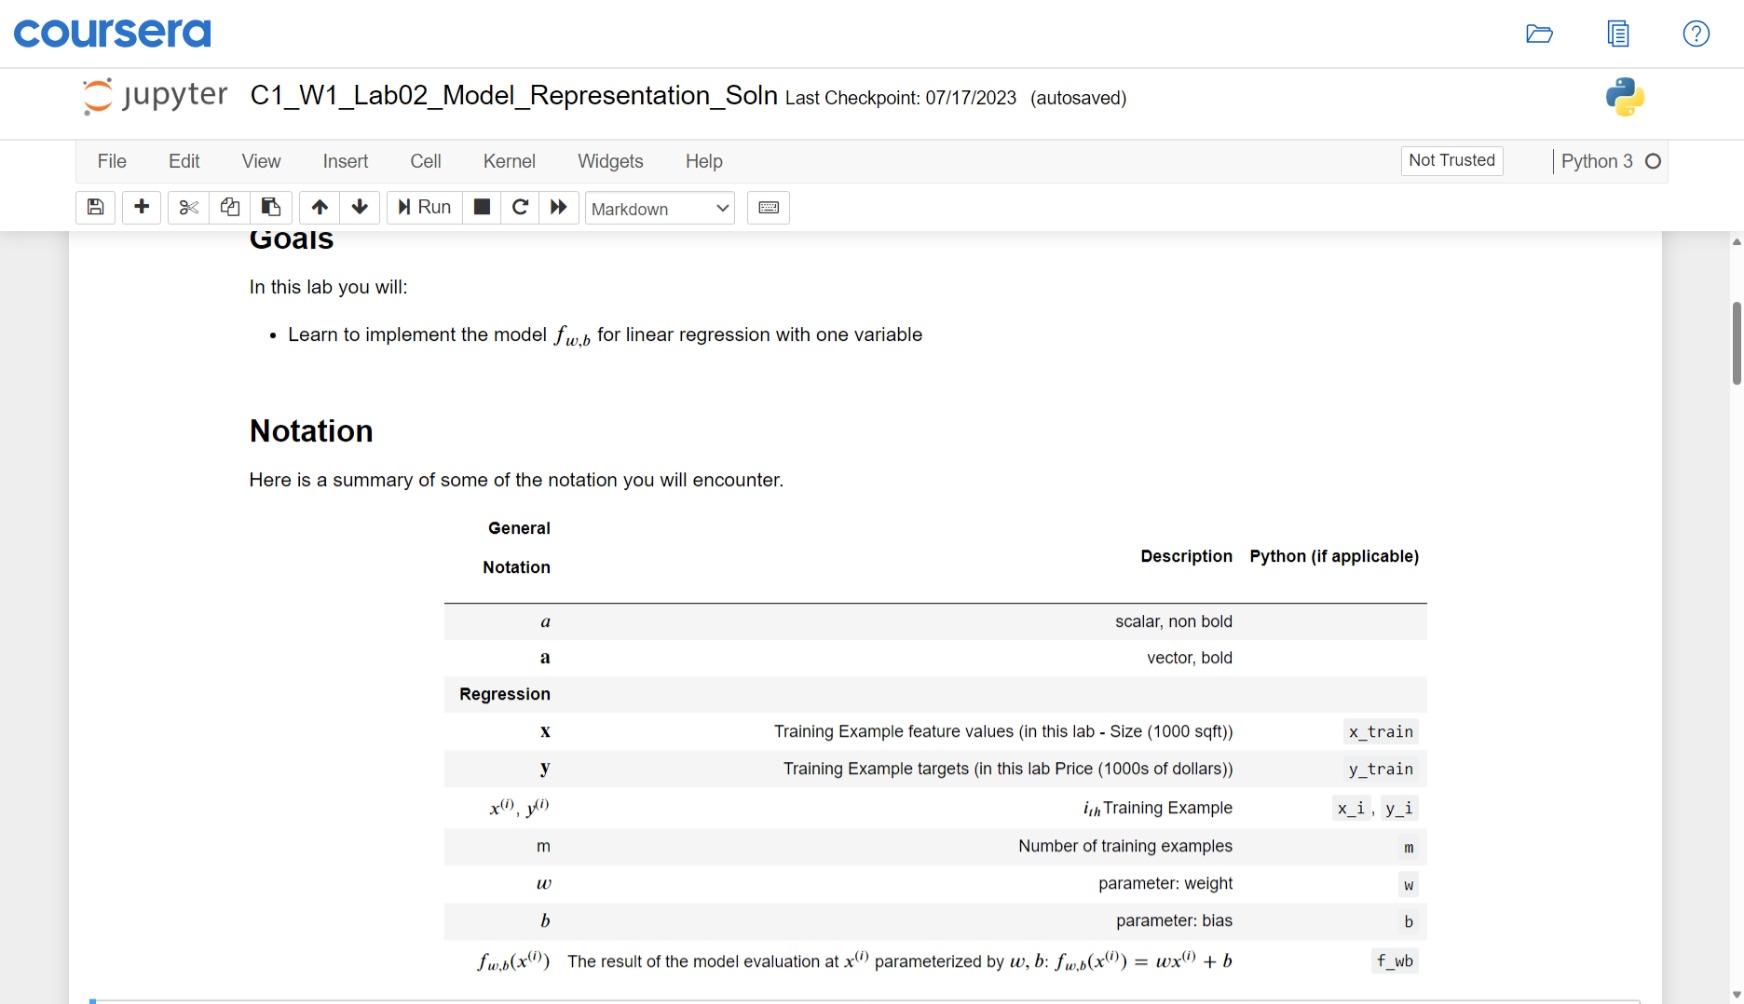 coursera
jupyter C1_W1_Lab02_Model_Representation_Soln Last Checkpoint: 07/17/2023 (autosaved)
File Edit View Insert Cell Kernel Widgets Help Not Trusted Python 3
Run Markdown
Goals
In this lab you will:
• Learn to implement the model f_{w,b} for linear regression with one variable
Notation
Here is a summary of some of the notation you will encounter.
General
Notation Description Python (if applicable)
a scalar, non bold
a vector, bold
Regression
x Training Example feature values (in this lab - Size (1000 sqft)) x_train
y Training Example targets (in this lab Price (1000s of dollars)) y_train
x^{(i)}, y^{(i)} i_{th} Training Example x_i, y_i
m Number of training examples m
w parameter: weight w
b parameter: bias b
f_{w,b}(x^{(i)}) The result of the model evaluation at x^{(i)} parameterized by w, b: f_{w,b}(x^{(i)}) = wx^{(i)} + b f_wb